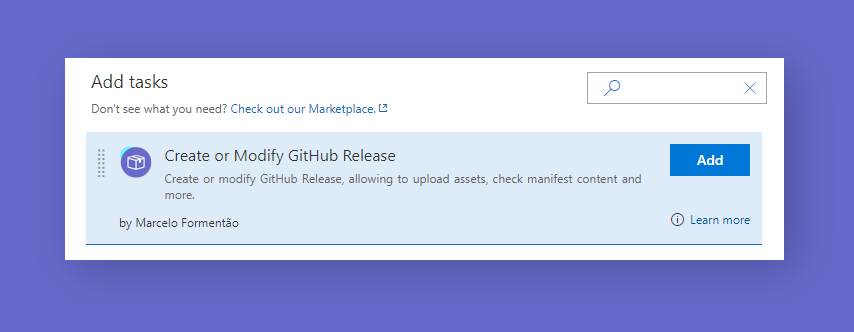 Add tasks
Don't see what you need? Check out our Marketplace.
Create or Modify GitHub Release
Add
Create or modify GitHub Release, allowing to upload assets, check manifest content and
more.
by Marcelo Formentão
Learn more